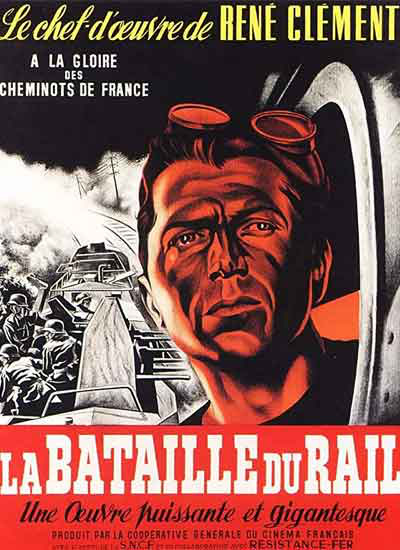 Le chef-d'œuvre de RENÉ CLÉMENT
A LA GLOIRE
DES
CHEMINOTS DE FRANCE
LA BATAILLE DU RAIL
Une Œuvre puissante et gigantesque
PRODUIT PAR LA COOPERATIVE GENERALE DU CINEMA FRANCAIS
S.N.C.F. RESISTANCE-FER